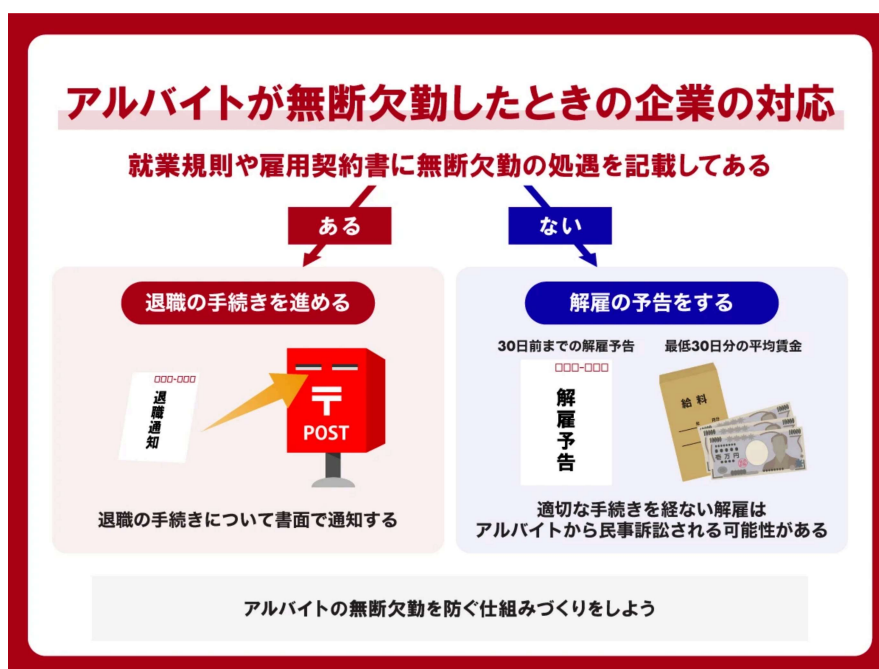 アルバイトが無断欠勤したときの企業の対応
就業規則や雇用契約書に無断欠勤の処遇を記載してある
ある
ない
退職の手続きを進める
□□□-□□□
退職通知
〒
POST
退職の手続きについて書面で通知する
解雇の予告をする
30日前までの解雇予告
最低30日分の平均賃金
□□□-□□□
解雇予告
給料
10000
10000
10000
壱万円
適切な手続きを経ない解雇は
アルバイトから民事訴訟される可能性がある
アルバイトの無断欠勤を防ぐ仕組みづくりをしよう